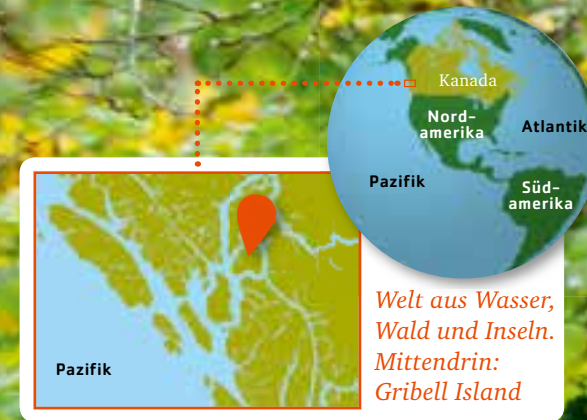 Kanada
Nord-
amerika
Atlantik
Pazifik
Süd-
amerika
Pazifik
Welt aus Wasser,
Wald und Inseln.
Mittendrin:
Gribell Island